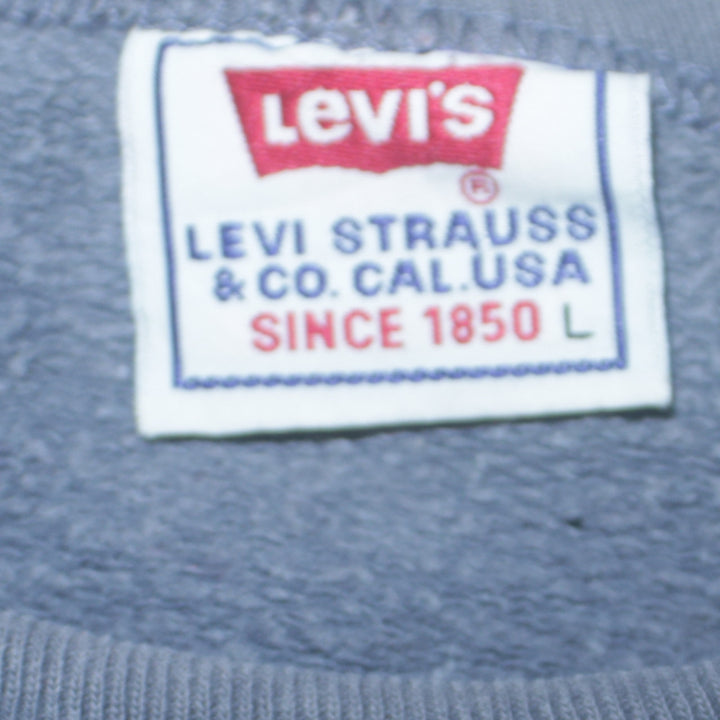 LEVI'S
®
LEVI STRAUSS
& CO. CAL.USA
SINCE 1850 L